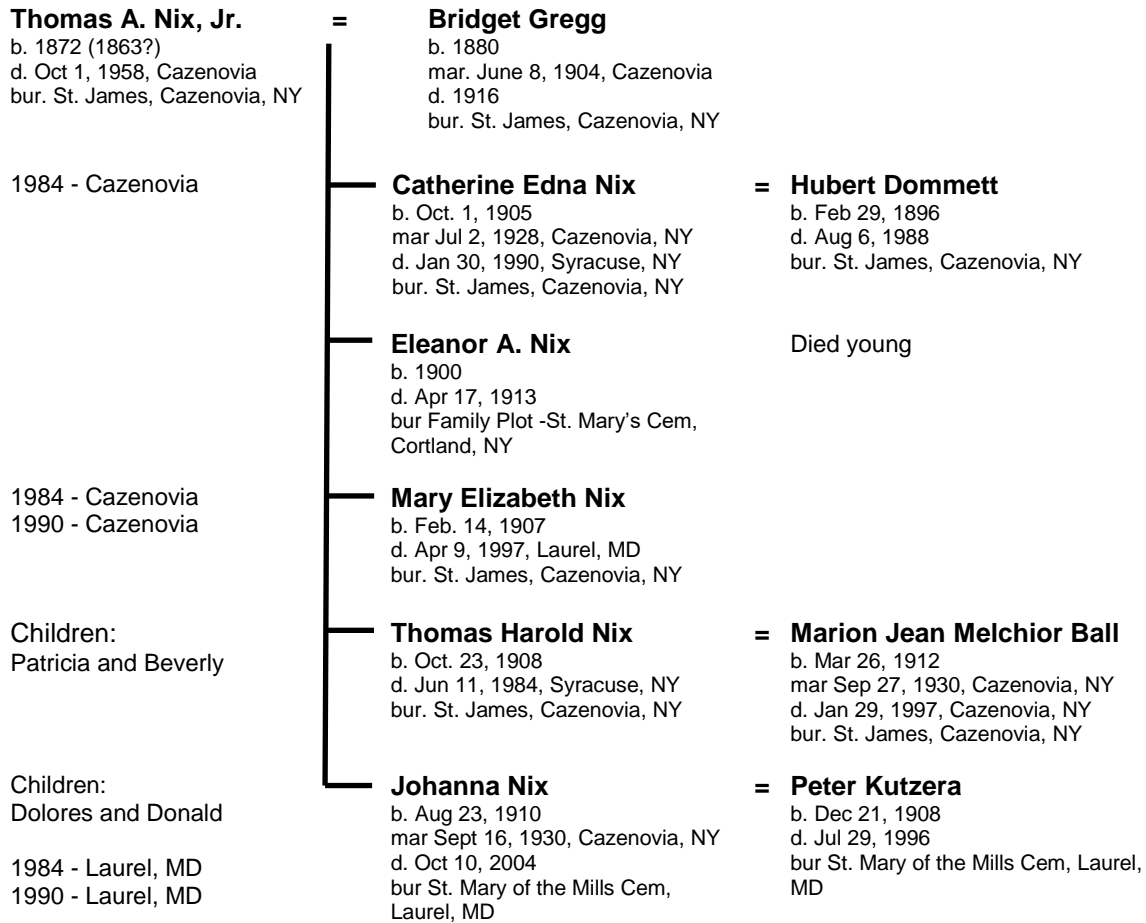 Thomas A. Nix, Jr. = Bridget Gregg
b. 1872 (1863?)
d. Oct 1, 1958, Cazenovia
bur. St. James, Cazenovia, NY
b. 1880
mar. June 8, 1904, Cazenovia
d. 1916
bur. St. James, Cazenovia, NY
1984 - Cazenovia
Catherine Edna Nix = Hubert Dommett
b. Oct. 1, 1905
mar Jul 2, 1928, Cazenovia, NY
d. Jan 30, 1990, Syracuse, NY
bur. St. James, Cazenovia, NY
b. Feb 29, 1896
d. Aug 6, 1988
bur. St. James, Cazenovia, NY
Eleanor A. Nix
b. 1900
d. Apr 17, 1913
bur Family Plot -St. Mary’s Cem,
Cortland, NY
Died young
1984 - Cazenovia
1990 - Cazenovia
Mary Elizabeth Nix
b. Feb. 14, 1907
d. Apr 9, 1997, Laurel, MD
bur. St. James, Cazenovia, NY
Children:
Patricia and Beverly
Thomas Harold Nix = Marion Jean Melchior Ball
b. Oct. 23, 1908
d. Jun 11, 1984, Syracuse, NY
bur. St. James, Cazenovia, NY
b. Mar 26, 1912
mar Sep 27, 1930, Cazenovia, NY
d. Jan 29, 1997, Cazenovia, NY
bur. St. James, Cazenovia, NY
Children:
Dolores and Donald
1984 - Laurel, MD
1990 - Laurel, MD
Johanna Nix = Peter Kutzera
b. Aug 23, 1910
mar Sept 16, 1930, Cazenovia, NY
d. Oct 10, 2004
bur St. Mary of the Mills Cem,
Laurel, MD
b. Dec 21, 1908
d. Jul 29, 1996
bur St. Mary of the Mills Cem, Laurel,
MD